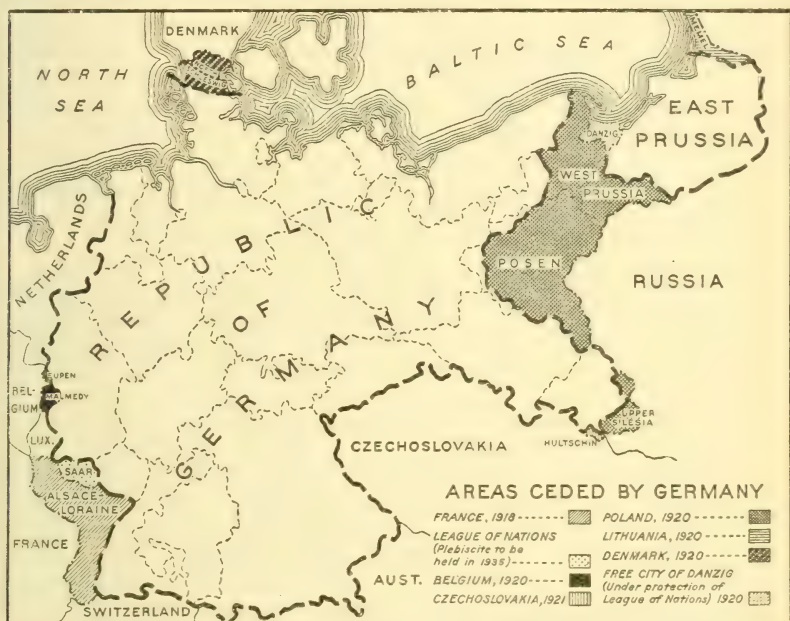 DENMARK
NORTH
SEA
BALTIC SEA
EAST
PRUSSIA
DANZIG
WEST
PRUSSIA
POSEN
RUSSIA
NETHERLANDS
REPUBLIC
OF
GERMANY
EUPEN
MALMEDY
BEL-
GIUM
LUX.
SAAR
ALSACE-
LORAINE
FRANCE
SWITZERLAND
AUST.
CZECHOSLOVAKIA
HULTSCHIN
UPPER
SILESIA
AREAS CEDED BY GERMANY
FRANCE, 1918
LEAGUE OF NATIONS
(Plebiscite to be
held in 1935)
BELGIUM, 1920
CZECHOSLOVAKIA, 1921
POLAND, 1920
LITHUANIA, 1920
DENMARK, 1920
FREE CITY OF DANZIG
(Under protection of
League of Nations) 1920